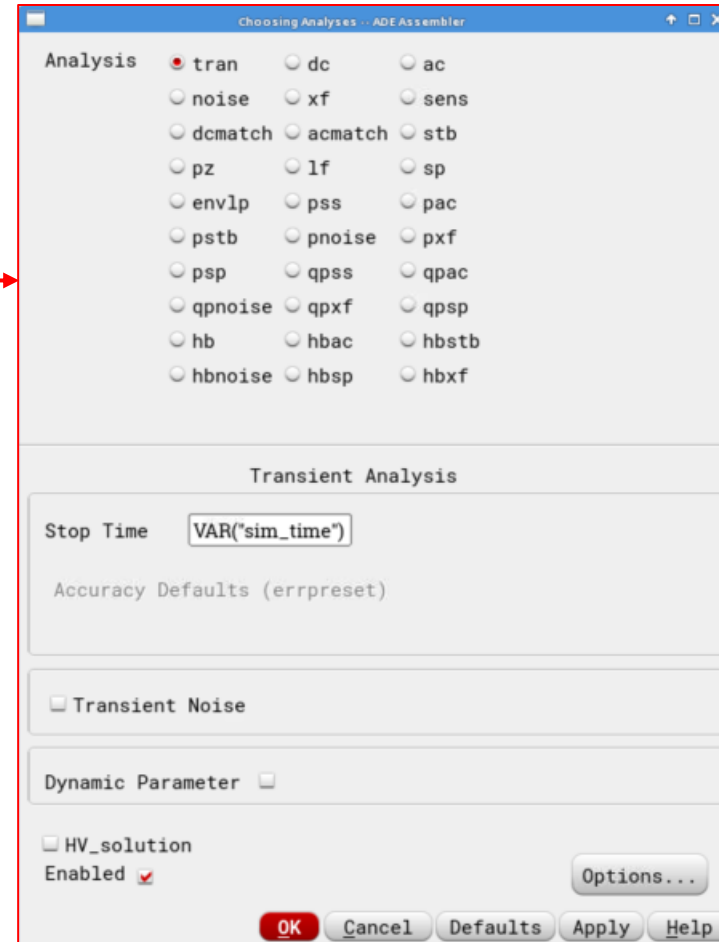 Choosing Analyses -- ADE Assembler
Analysis tran dc ac
noise xf sens
dcmatch acmatch stb
pz lf sp
envlp pss pac
pstb pnoise pxf
psp qpss qpac
qpnoise qpxf qpsp
hb hbac hbstb
hbnoise hbsp hbxf
Transient Analysis
Stop Time VAR("sim_time")
Accuracy Defaults (errpreset)
Transient Noise
Dynamic Parameter
HV_solution
Enabled
Options...
OK Cancel Defaults Apply Help